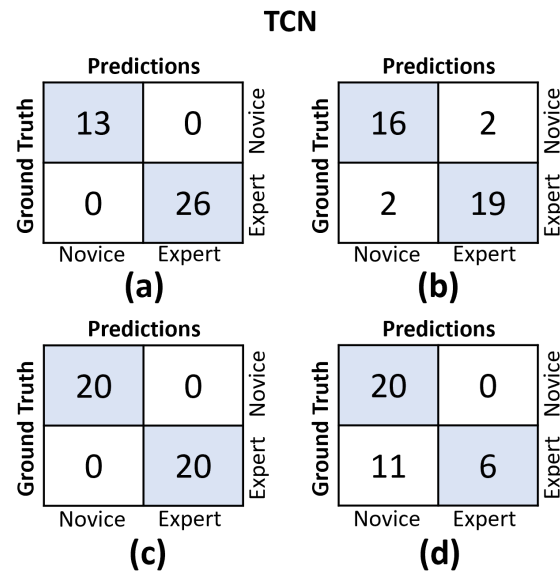 TCN
Predictions
Ground Truth
13 0 Novice
0 26 Expert
Novice Expert
(a)
Predictions
Ground Truth
16 2 Novice
2 19 Expert
Novice Expert
(b)
Predictions
Ground Truth
20 0 Novice
0 20 Expert
Novice Expert
(c)
Predictions
Ground Truth
20 0 Novice
11 6 Expert
Novice Expert
(d)